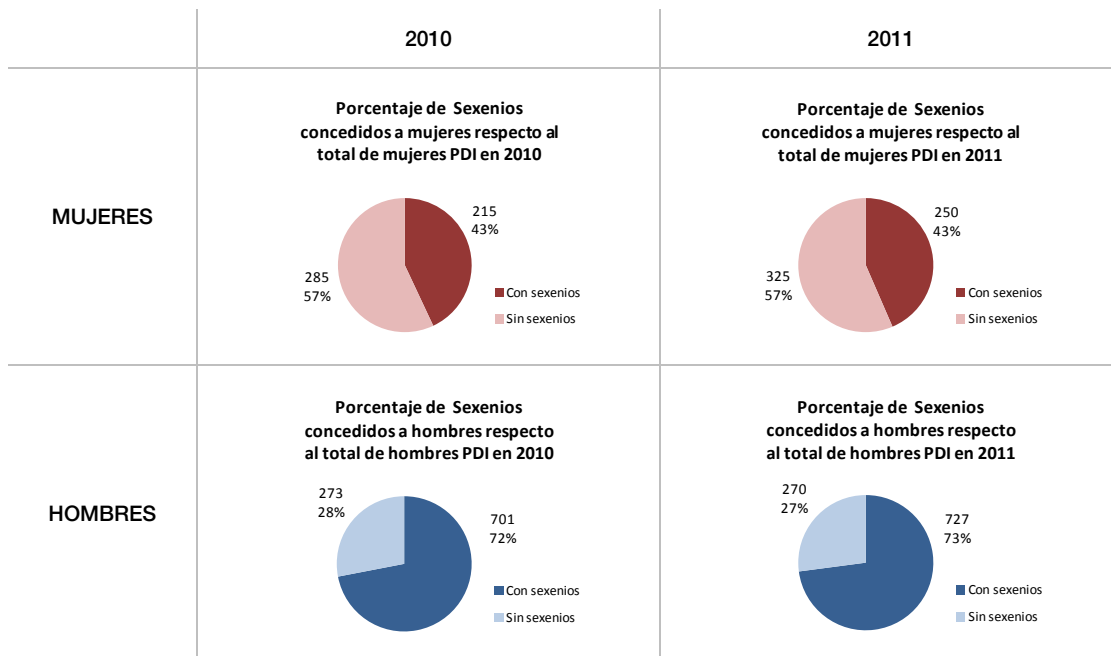 2010
2011
MUJERES
Porcentaje de Sexenios
concedidos a mujeres respecto al
total de mujeres PDI en 2010
215
43%
285
57%
Con sexenios
Sin sexenios
Porcentaje de Sexenios
concedidos a mujeres respecto al
total de mujeres PDI en 2011
250
43%
325
57%
Con sexenios
Sin sexenios
HOMBRES
Porcentaje de Sexenios
concedidos a hombres respecto
al total de hombres PDI en 2010
273
28%
701
72%
Con sexenios
Sin sexenios
Porcentaje de Sexenios
concedidos a hombres respecto
al total de hombres PDI en 2011
270
27%
727
73%
Con sexenios
Sin sexenios